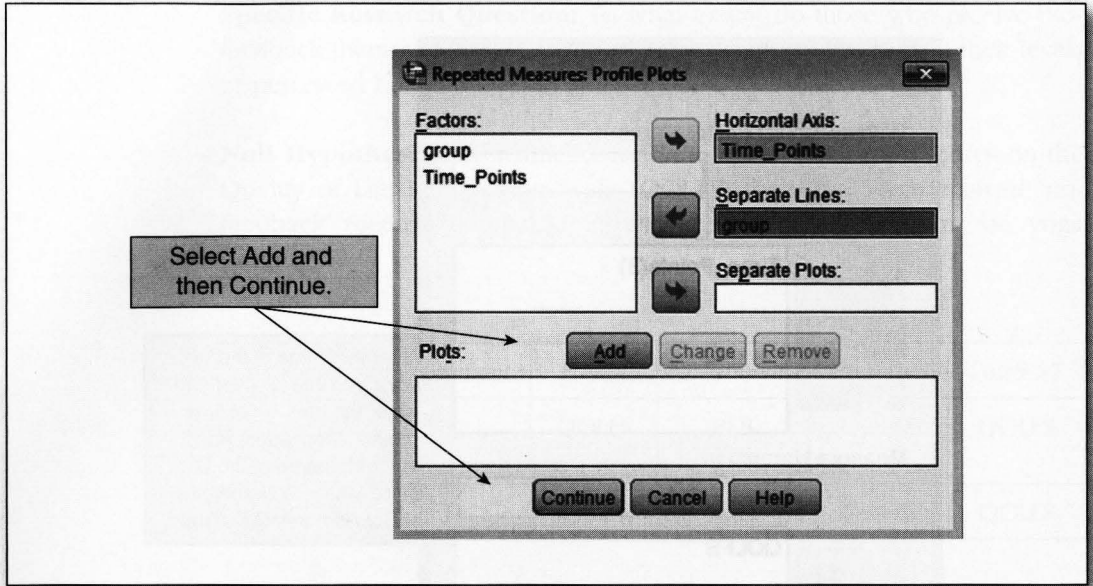 Repeated Measures: Profile Plots
Factors:
group
Time_Points
Horizontal Axis:
Time_Points
Separate Lines:
group
Separate Plots:
Select Add and
then Continue.
Plots:
Add
Change
Remove
Continue
Cancel
Help